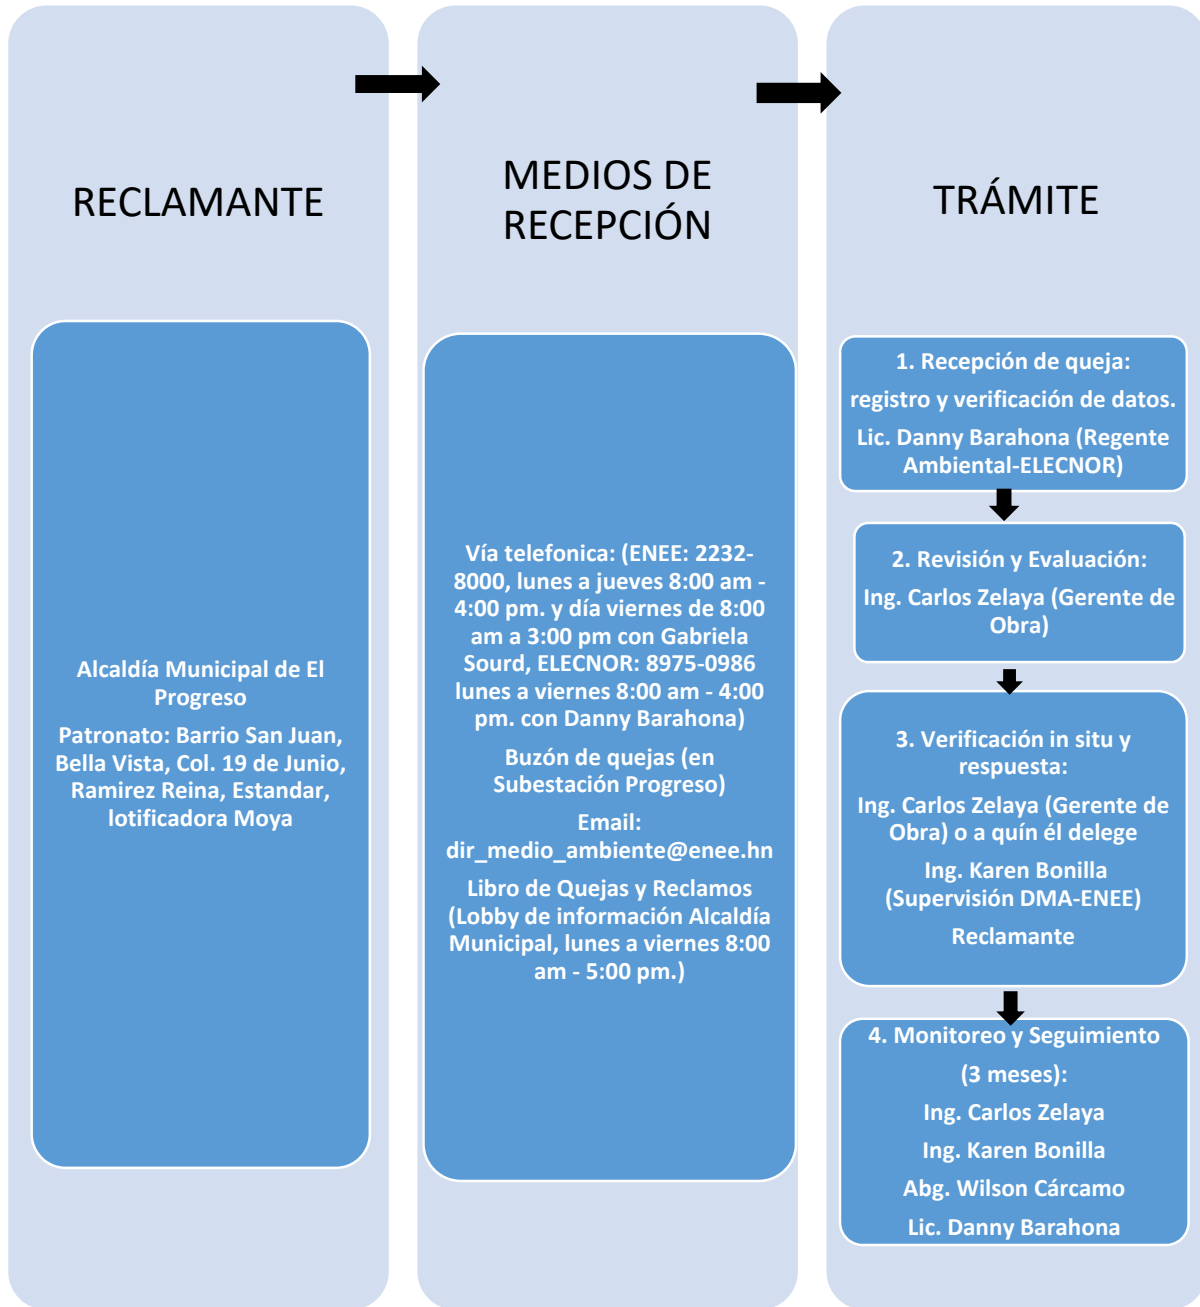 RECLAMANTE
Alcaldía Municipal de El
Progreso
Patronato: Barrio San Juan,
Bella Vista, Col. 19 de Junio,
Ramirez Reina, Estandar,
lotificadora Moya
MEDIOS DE
RECEPCIÓN
Vía telefonica: (ENEE: 2232-
8000, lunes a jueves 8:00 am -
4:00 pm. y día viernes de 8:00
am a 3:00 pm con Gabriela
Sourd, ELECNOR: 8975-0986
lunes a viernes 8:00 am - 4:00
pm. con Danny Barahona)
Buzón de quejas (en
Subestación Progreso)
Email:
dir_medio_ambiente@enee.hn
Libro de Quejas y Reclamos
(Lobby de información Alcaldía
Municipal, lunes a viernes 8:00
am - 5:00 pm.)
TRÁMITE
1. Recepción de queja:
registro y verificación de datos.
Lic. Danny Barahona (Regente
Ambiental-ELECNOR)
2. Revisión y Evaluación:
Ing. Carlos Zelaya (Gerente de
Obra)
3. Verificación in situ y
respuesta:
Ing. Carlos Zelaya (Gerente de
Obra) o a quín él delege
Ing. Karen Bonilla
(Supervisión DMA-ENEE)
Reclamante
4. Monitoreo y Seguimiento
(3 meses):
Ing. Carlos Zelaya
Ing. Karen Bonilla
Abg. Wilson Cárcamo
Lic. Danny Barahona